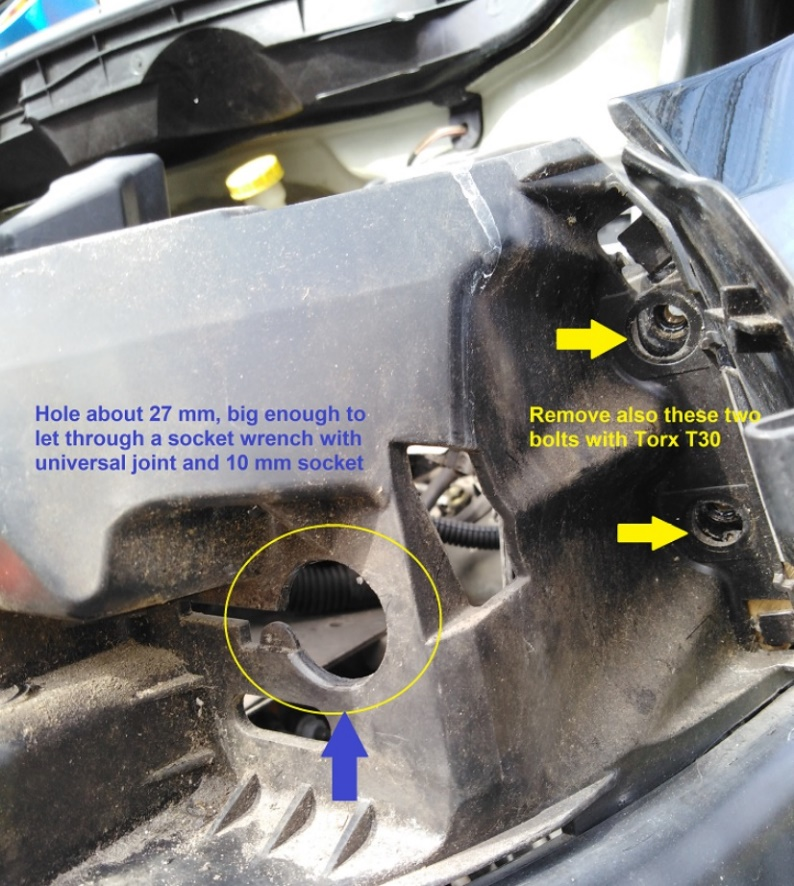 Hole about 27 mm, big enough to
let through a socket wrench with
universal joint and 10 mm socket
Remove also these two
bolts with Torx T30